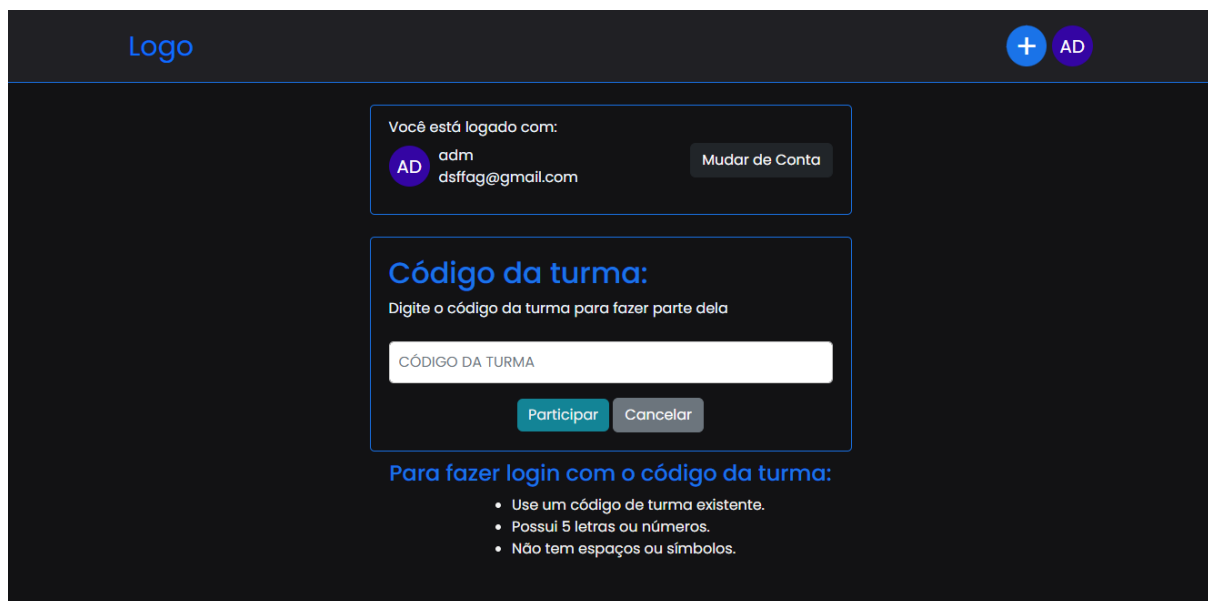 Logo
+ AD
Você está logado com:
AD
adm
dsffag@gmail.com
Mudar de Conta
Código da turma:
Digite o código da turma para fazer parte dela
CÓDIGO DA TURMA
Participar Cancelar
Para fazer login com o código da turma:
• Use um código de turma existente.
• Possui 5 letras ou números.
• Não tem espaços ou símbolos.